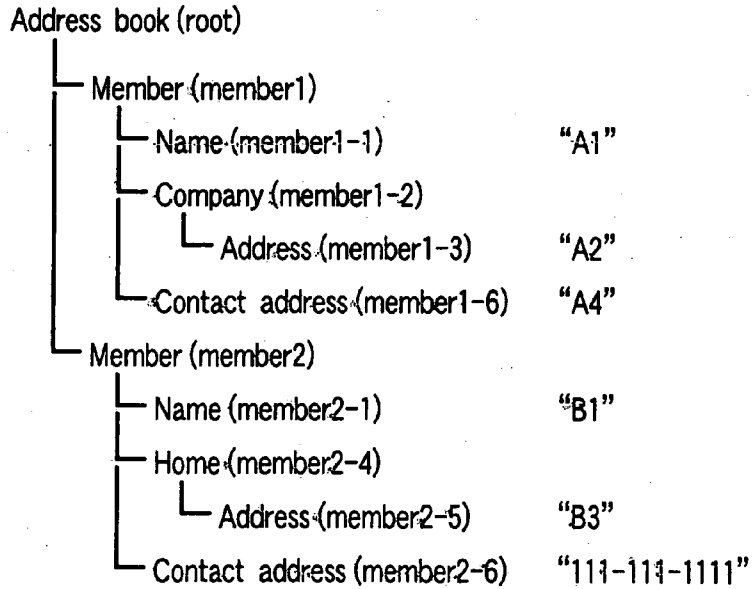 Address book (root)
Member (member1)
Name (member1-1) “A1”
Company (member1-2)
Address (member1-3) “A2”
Contact address (member1-6) “A4”
Member (member2)
Name (member2-1) “B1”
Home (member2-4)
Address (member2-5) “B3”
Contact address (member2-6) “111-111-1111”